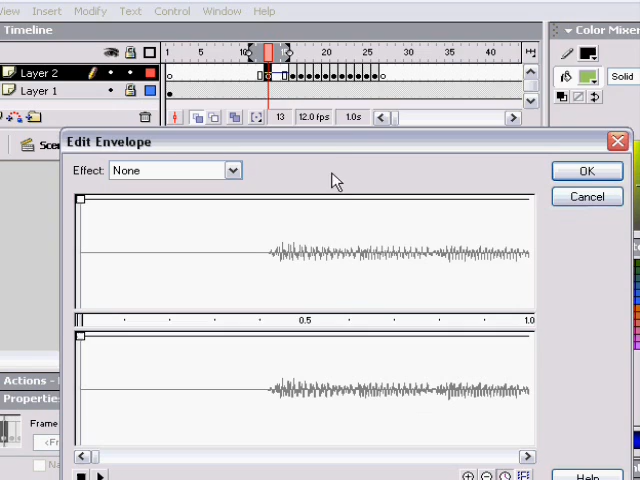 View Insert Modify Text Control Window Help
Timeline
Color Mixer
1 5 10 15 20 25 30 35 40
Layer 2
Solid
Layer 1
13 12.0 fps 1.0s
Edit Envelope
Effect: None
OK
Cancel
0.5 1.0
Actions -
Properties
Frame
Help